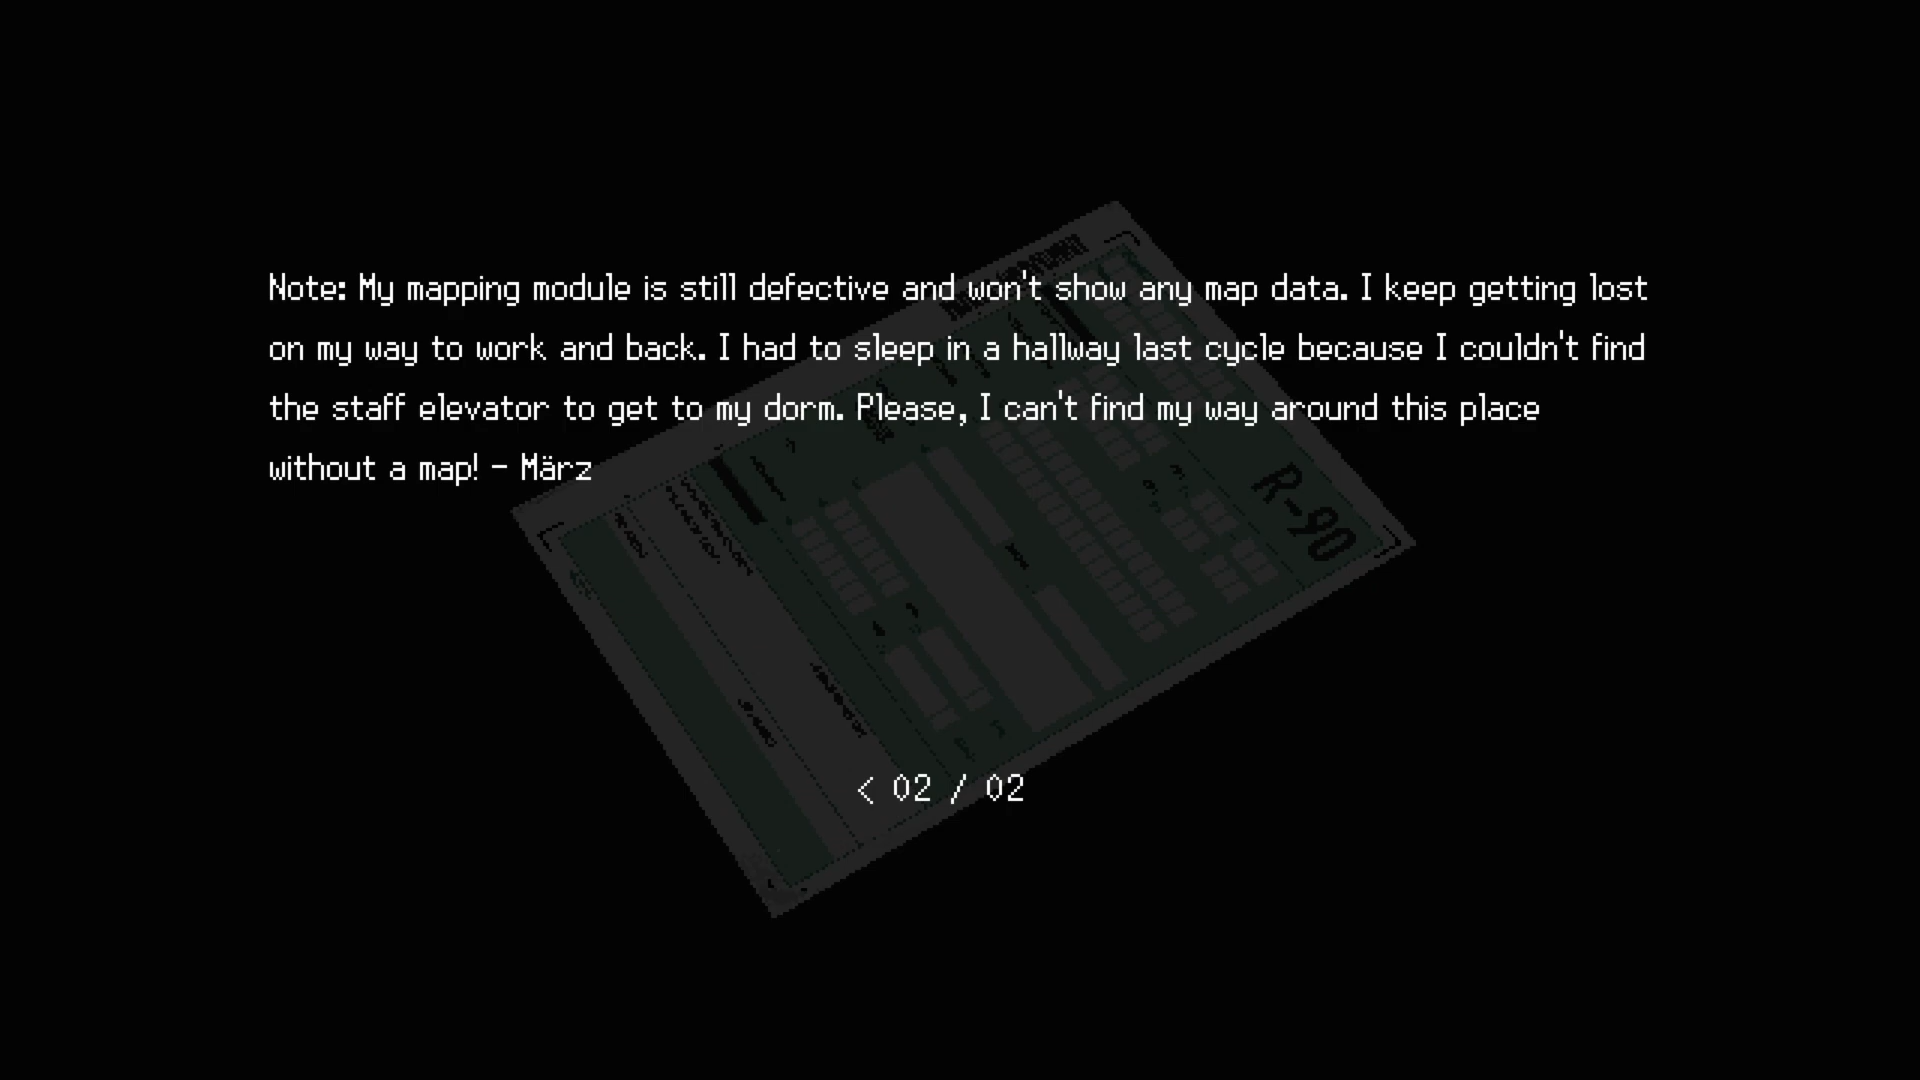 Note: My mapping module is still defective and won't show any map data. I keep getting lost
on my way to work and back. I had to sleep in a hallway last cycle because I couldn't find
the staff elevator to get to my dorm. Please, I can't find my way around this place
without a map! - März
R-90
< 02 / 02